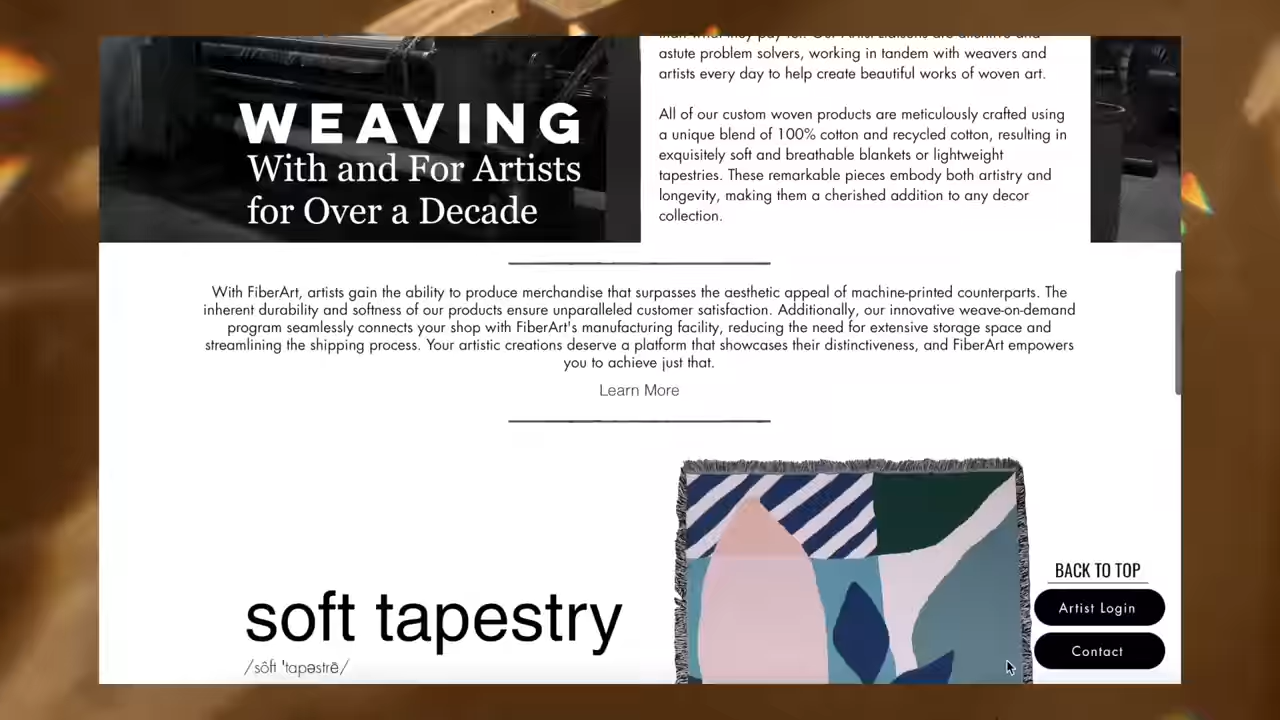 WEAVING
With and For Artists
for Over a Decade
astute problem solvers, working in tandem with weavers and
artists every day to help create beautiful works of woven art.
All of our custom woven products are meticulously crafted using
a unique blend of 100% cotton and recycled cotton, resulting in
exquisitely soft and breathable blankets or lightweight
tapestries. These remarkable pieces embody both artistry and
longevity, making them a cherished addition to any decor
collection.
With FiberArt, artists gain the ability to produce merchandise that surpasses the aesthetic appeal of machine-printed counterparts. The
inherent durability and softness of our products ensure unparalleled customer satisfaction. Additionally, our innovative weave-on-demand
program seamlessly connects your shop with FiberArt's manufacturing facility, reducing the need for extensive storage space and
streamlining the shipping process. Your artistic creations deserve a platform that showcases their distinctiveness, and FiberArt empowers
you to achieve just that.
Learn More
soft tapestry
/sôft ˈtapəstrē/
BACK TO TOP
Artist Login
Contact